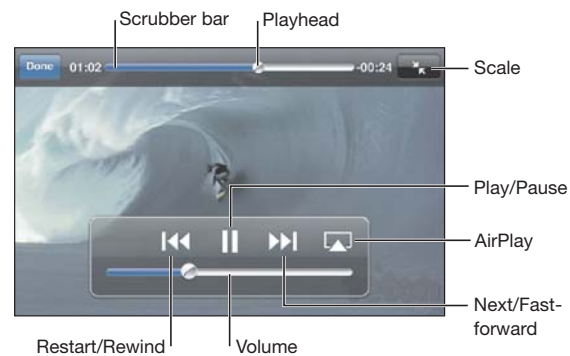 Scrubber bar
Playhead
Done
01:02
-00:24
Scale
Play/Pause
AirPlay
Next/Fast-
forward
Restart/Rewind
Volume